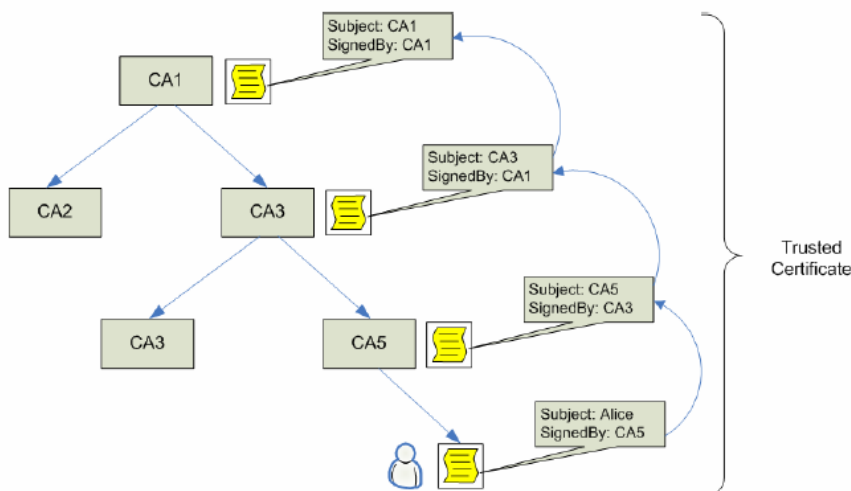 Subject: CA1
SignedBy: CA1
CA1
Subject: CA3
SignedBy: CA1
CA2
CA3
Trusted
Certificate
Subject: CA5
SignedBy: CA3
CA3
CA5
Subject: Alice
SignedBy: CA5